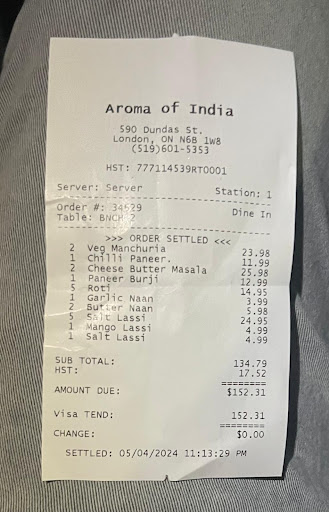 Aroma of India
590 Dundas St.
London, ON N6B 1W8
(519)601-5353
HST: 777114539RT0001
Server: Server Station: 1
Order #: 34629 Dine In
Table: BNCH 2
>>> ORDER SETTLED <<<
2 Veg Manchuria 23.98
1 Chilli Paneer. 11.99
2 Cheese Butter Masala 25.98
1 Paneer Burji 12.99
5 Roti 14.95
1 Garlic Naan 3.99
2 Butter Naan 5.98
5 Salt Lassi 24.95
1 Mango Lassi 4.99
1 Salt Lassi 4.99
SUB TOTAL: 134.79
HST: 17.52
========
AMOUNT DUE: $152.31
Visa TEND: 152.31
========
CHANGE: $0.00
SETTLED: 05/04/2024 11:13:29 PM